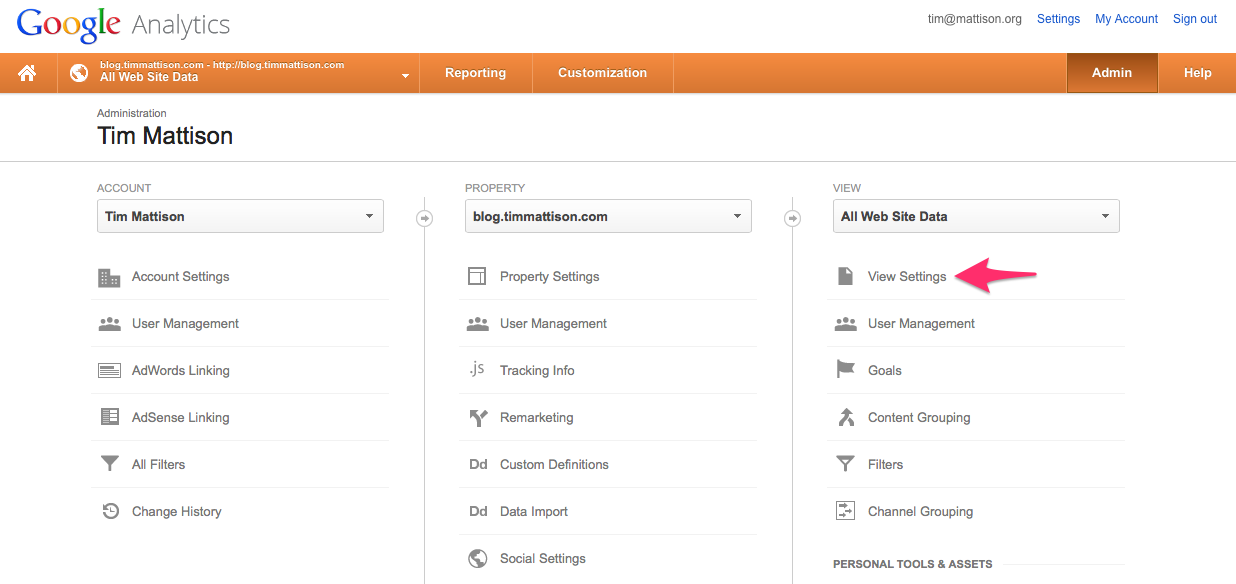 Google Analytics
tim@mattison.org Settings My Account Sign out
blog.timmattison.com - http://blog.timmattison.com
All Web Site Data
Reporting
Customization
Admin
Help
Administration
Tim Mattison
ACCOUNT
Tim Mattison
Account Settings
User Management
AdWords Linking
AdSense Linking
All Filters
Change History
PROPERTY
blog.timmattison.com
Property Settings
User Management
.js Tracking Info
Remarketing
Dd Custom Definitions
Dd Data Import
Social Settings
VIEW
All Web Site Data
View Settings
User Management
Goals
Content Grouping
Filters
Channel Grouping
PERSONAL TOOLS & ASSETS